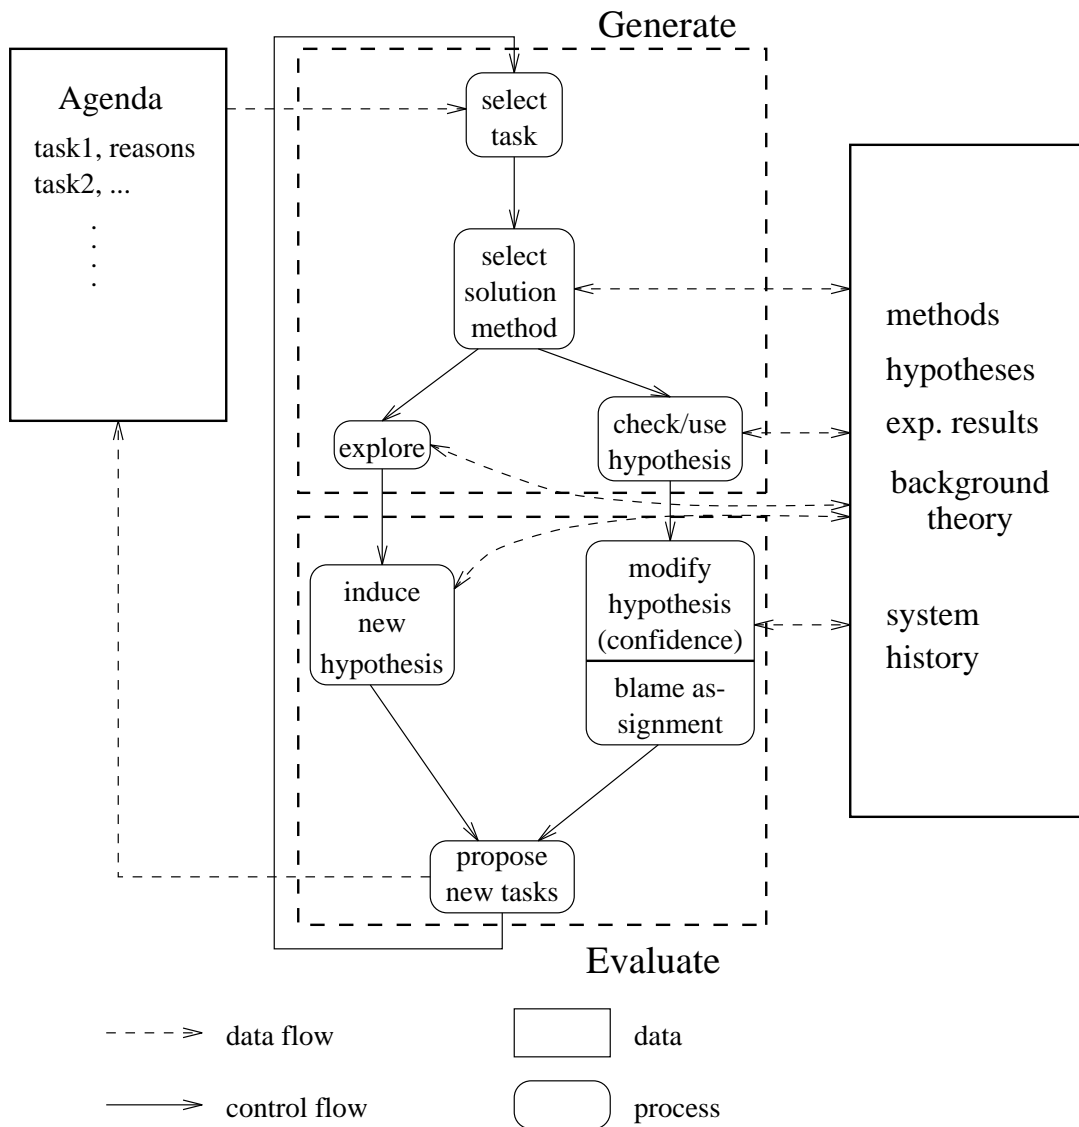 Generate
Agenda
task1, reasons
task2, ...
.
.
.
.
select
task
select
solution
method
explore
check/use
hypothesis
induce
new
hypothesis
modify
hypothesis
(confidence)
blame as-
signment
propose
new tasks
Evaluate
methods
hypotheses
exp. results
background
theory
system
history
data flow
data
control flow
process